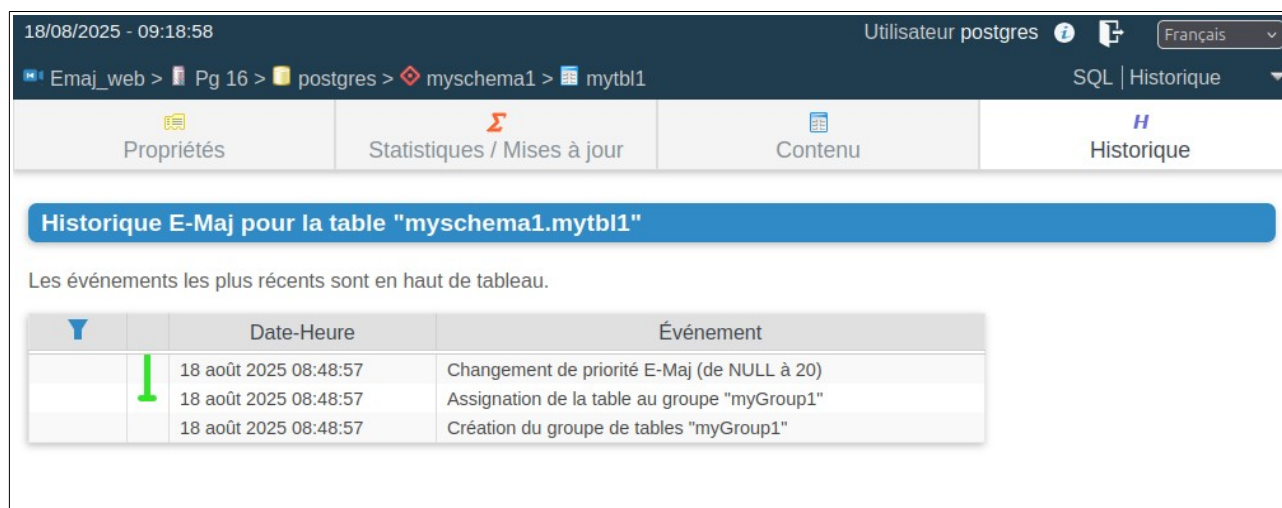 18/08/2025 - 09:18:58 Utilisateur postgres Français
Emaj_web > Pg 16 > postgres > myschema1 > mytbl1 SQL | Historique
Propriétés Statistiques / Mises à jour Contenu Historique
Historique E-Maj pour la table "myschema1.mytbl1"
Les événements les plus récents sont en haut de tableau.
Date-Heure Événement
18 août 2025 08:48:57 Changement de priorité E-Maj (de NULL à 20)
18 août 2025 08:48:57 Assignation de la table au groupe "myGroup1"
18 août 2025 08:48:57 Création du groupe de tables "myGroup1"